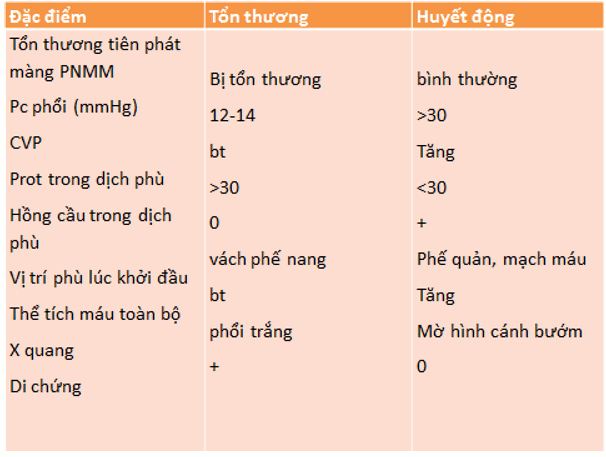 Đặc điểm Tổn thương Huyết động
Tổn thương tiên phát
màng PNMM Bị tổn thương bình thường
Pc phổi (mmHg) 12-14 >30
CVP bt Tăng
Prot trong dịch phù >30 <30
Hồng cầu trong dịch 0 +
phù
vách phế nang Phế quản, mạch máu
Vị trí phù lúc khởi đầu
bt Tăng
Thể tích máu toàn bộ
phổi trắng Mờ hình cánh bướm
X quang
+ 0
Di chứng